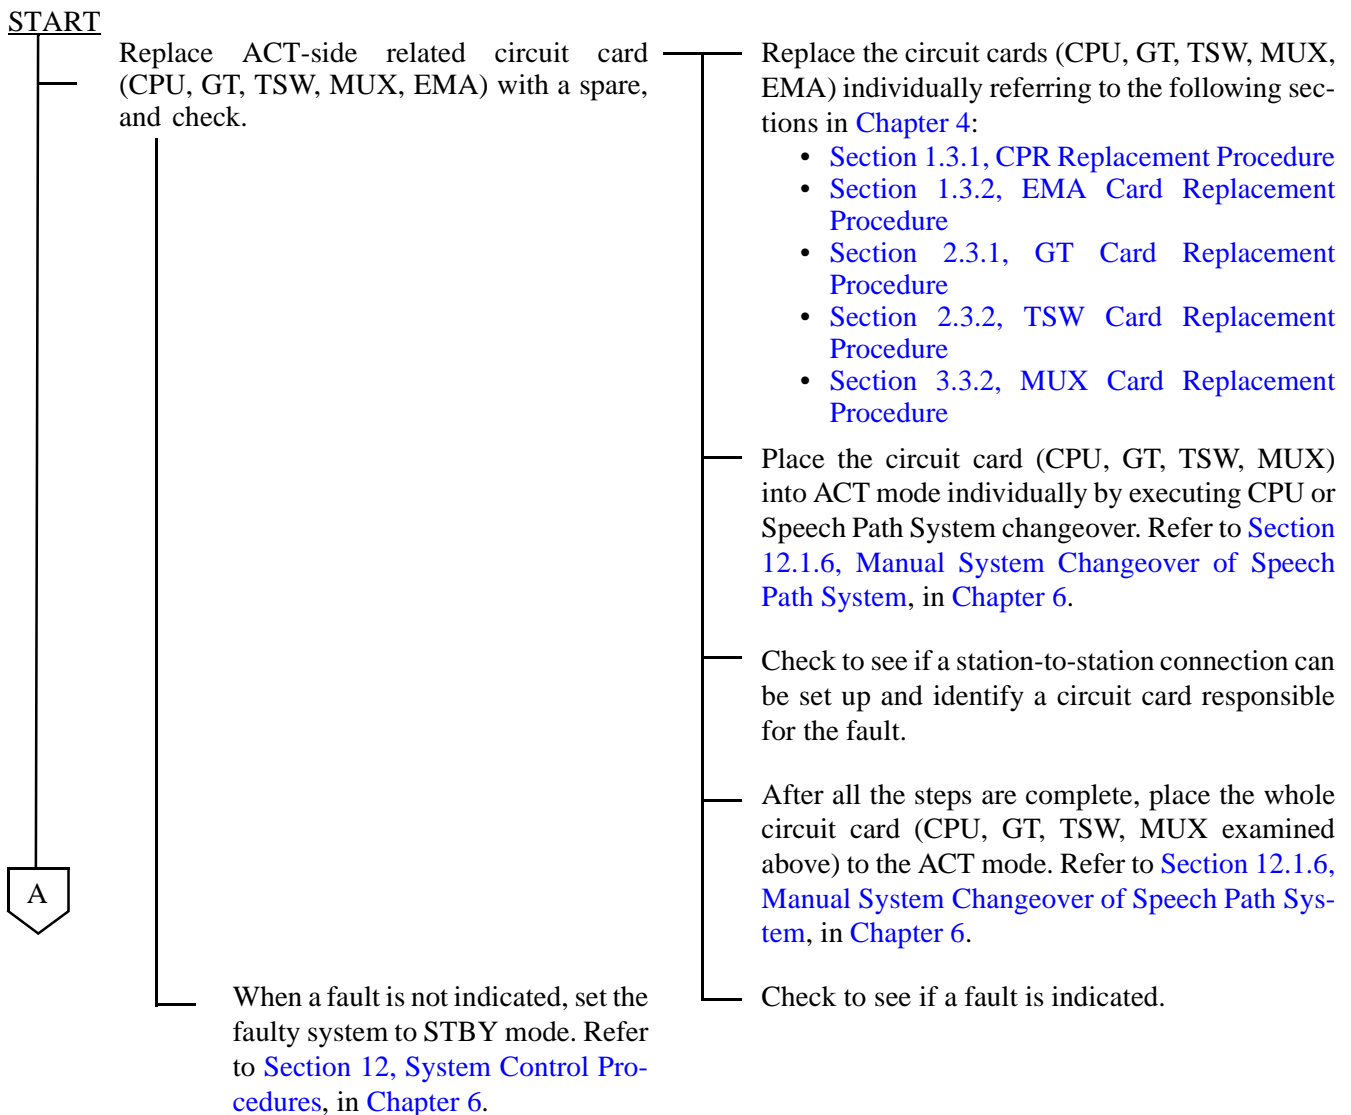 START
Replace ACT-side related circuit card
(CPU, GT, TSW, MUX, EMA) with a spare,
and check.
Replace the circuit cards (CPU, GT, TSW, MUX,
EMA) individually referring to the following sec-
tions in Chapter 4:
• Section 1.3.1, CPR Replacement Procedure
• Section 1.3.2, EMA Card Replacement
Procedure
• Section 2.3.1, GT Card Replacement
Procedure
• Section 2.3.2, TSW Card Replacement
Procedure
• Section 3.3.2, MUX Card Replacement
Procedure
Place the circuit card (CPU, GT, TSW, MUX)
into ACT mode individually by executing CPU or
Speech Path System changeover. Refer to Section
12.1.6, Manual System Changeover of Speech
Path System, in Chapter 6.
Check to see if a station-to-station connection can
be set up and identify a circuit card responsible
for the fault.
After all the steps are complete, place the whole
circuit card (CPU, GT, TSW, MUX examined
above) to the ACT mode. Refer to Section 12.1.6,
Manual System Changeover of Speech Path Sys-
tem, in Chapter 6.
Check to see if a fault is indicated.
When a fault is not indicated, set the
faulty system to STBY mode. Refer
to Section 12, System Control Pro-
cedures, in Chapter 6.
A